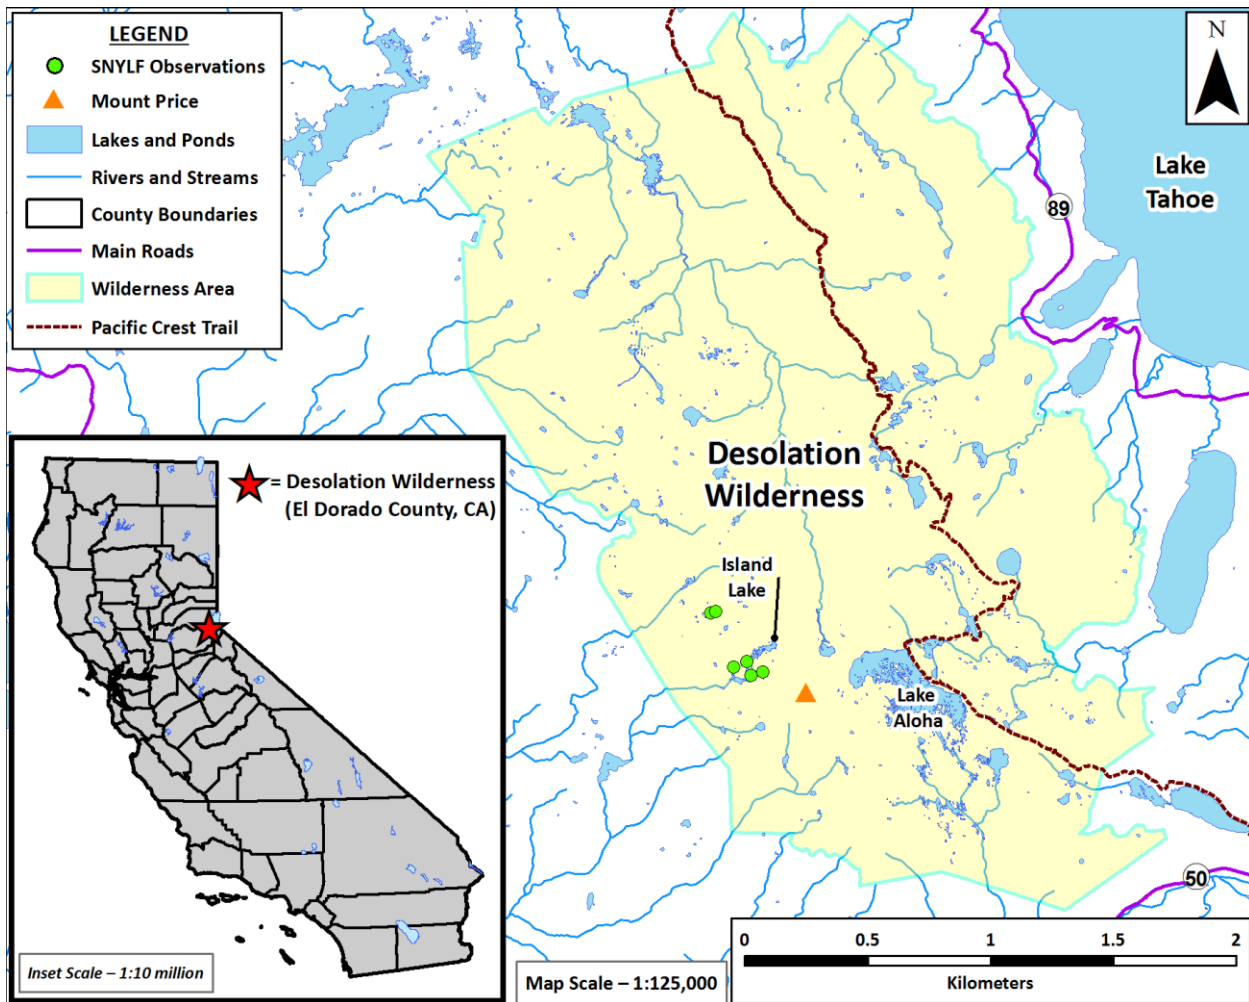 LEGEND
SNYLF Observations
Mount Price
Lakes and Ponds
Rivers and Streams
County Boundaries
Main Roads
Wilderness Area
Pacific Crest Trail
N
Lake
Tahoe
89
Desolation
Wilderness
Island
Lake
Lake
Aloha
50
= Desolation Wilderness
(El Dorado County, CA)
Inset Scale – 1:10 million
Map Scale – 1:125,000
0 0.5 1 1.5 2
Kilometers